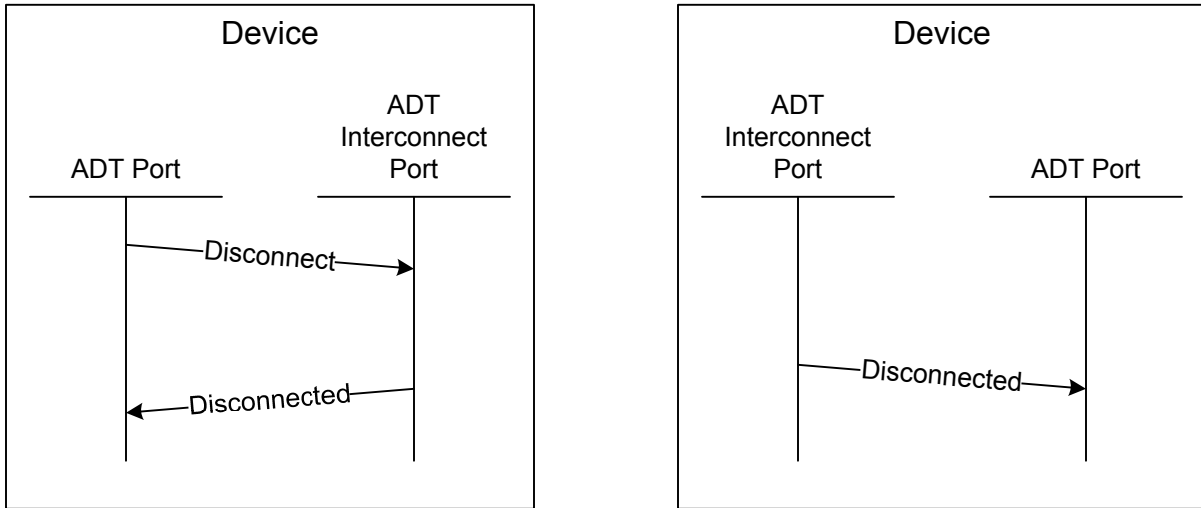 Device
ADT
Interconnect
Port
ADT Port
Disconnect
Disconnected
Device
ADT
Interconnect
Port
ADT Port
Disconnected